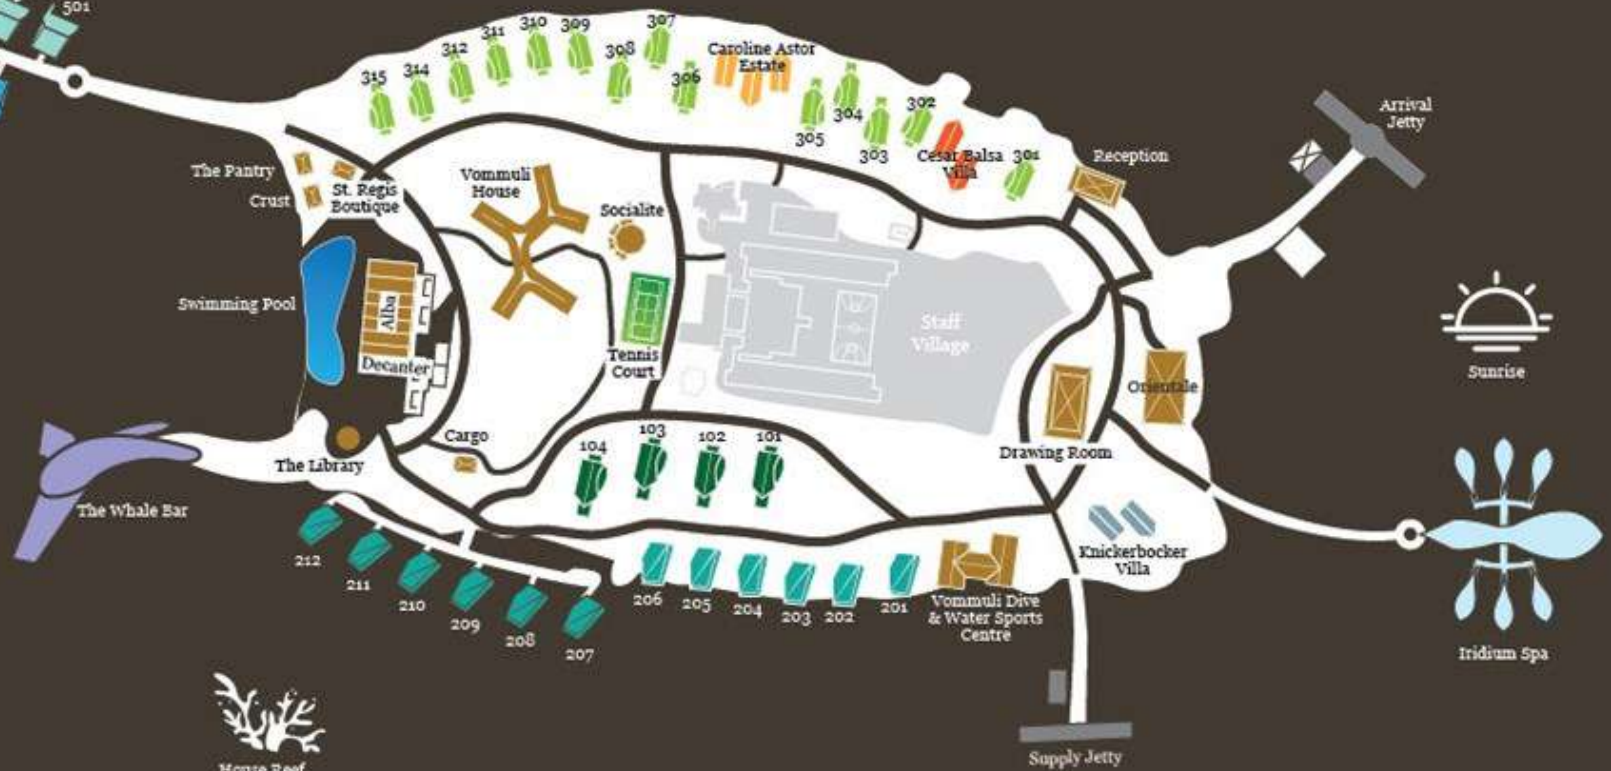 501
307
310
309
311
312
308
Caroline Astor
Estate
315
314
306
302
304
305
303
Cesar Balsa
Villa
301
Reception
Arrival
Jetty
The Pantry
Crust
St. Regis
Boutique
Vommuli
House
Socialite
Swimming Pool
Alba
Decanter
Tennis
Court
Staff
Village
Orientale
Sunrise
Drawing Room
Cargo
The Library
104
103
102
101
The Whale Bar
212
211
210
209
208
207
206
205
204
203
202
201
Vommuli Dive
& Water Sports
Centre
Knickerbocker
Villa
Iridium Spa
Supply Jetty
House Reef